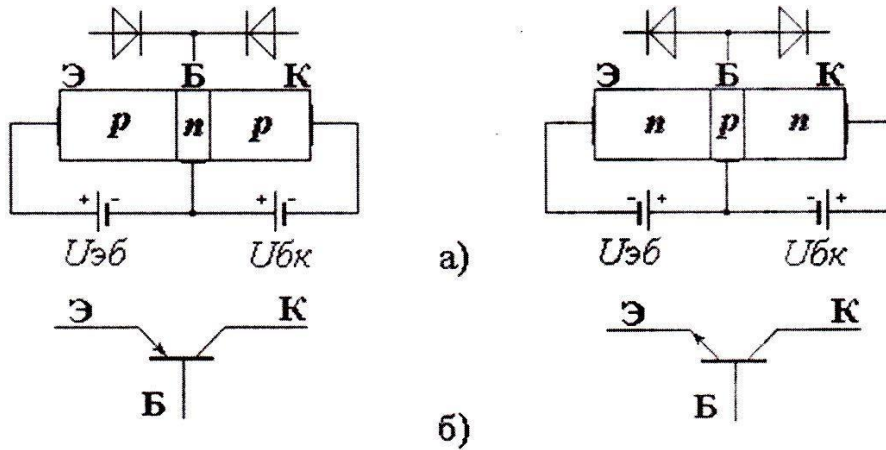 Э Б К Э Б К
p n p n p n
+ - + - - + - +
Uэб Uбк а) Uэб Uбк
Э К Э К
Б Б
б)